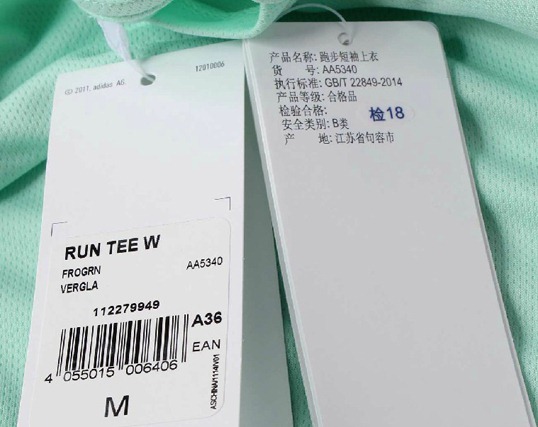 © 2011, adidas AG.
12010006
RUN TEE W
FROGRN
AA5340
VERGLA
112279949
A36
EAN
4 055015 006406
M
产品名称: 跑步短袖上衣
货 号: AA5340
执行标准: GB/T 22849-2014
产品等级: 合格品
检验合格: 检18
安全类别: B类
产 地: 江苏省句容市